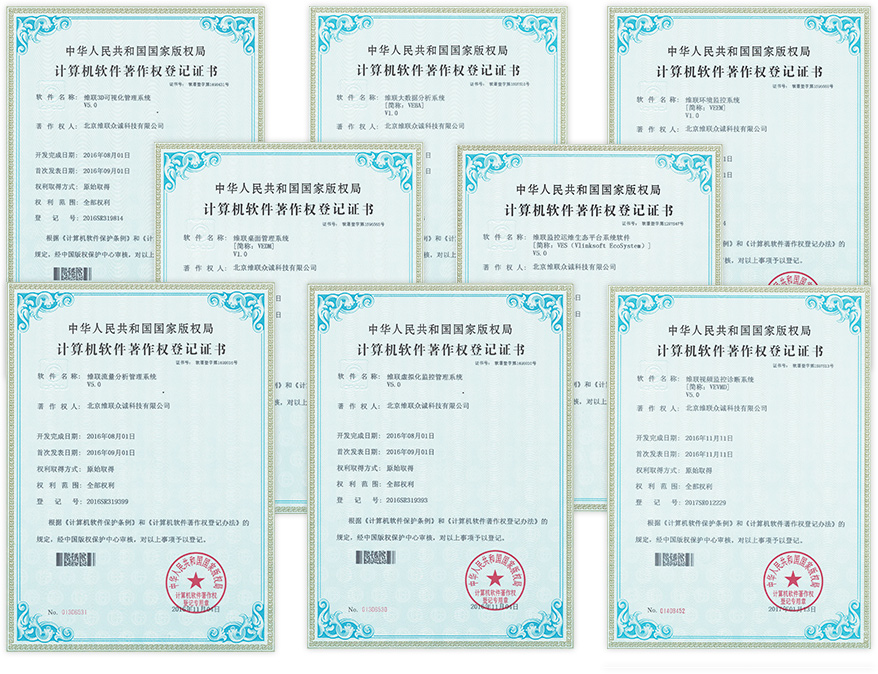 中华人民共和国国家版权局
计算机软件著作权登记证书
软 件 名 称： 维联3D可视化管理系统
V5.0
著 作 权 人： 北京维联众诚科技有限公司
开发完成日期： 2016年08月01日
首次发表日期： 2016年09月01日
权利取得方式： 原始取得
权 利 范 围： 全部权利
登 记 号： 2016SR319814
根据《计算机软件保护条例》和《计
规定，经中国版权保护中心审核，对以上
中华人民共和国国家版权局
计算机软件著作权登记证书
软 件 名 称： 维联大数据分析系统
[简称：VEBA]
V1.0
著 作 权 人： 北京维联众诚科技有限公司
中华人民共和国国家版权局
计算机软件著作权登记证书
软 件 名 称： 维联环境监控系统
[简称：VEEM]
V1.0
著 作 权 人： 北京维联众诚科技有限公司
和《计算机软件著作权登记办法》的
审核，对以上事项予以登记。
中华人民共和国国家版权局
计算机软件著作权登记证书
软 件 名 称： 维联桌面管理系统
[简称：VEDM]
V1.0
著 作 权 人： 北京维联众诚科技有限公司
中华人民共和国国家版权局
计算机软件著作权登记证书
软 件 名 称： 维联监控运维生态平台系统软件
[简称：VES（Vlinksoft EcoSystem）]
V5.0
著 作 权 人： 北京维联众诚科技有限公司
中华人民共和国国家版权局
计算机软件著作权登记证书
软 件 名 称： 维联流量分析管理系统
V5.0
著 作 权 人： 北京维联众诚科技有限公司
开发完成日期： 2016年08月01日
首次发表日期： 2016年09月01日
权利取得方式： 原始取得
权 利 范 围： 全部权利
登 记 号： 2016SR319399
根据《计算机软件保护条例》和《计算机软件著作权登记办法》的
规定，经中国版权保护中心审核，对以上事项予以登记。
中华人民共和国国家版权局
计算机软件著作权
登记专用章
No.
2016年11月04日
中华人民共和国国家版权局
计算机软件著作权登记证书
软 件 名 称： 维联虚拟化监控管理系统
V5.0
著 作 权 人： 北京维联众诚科技有限公司
开发完成日期： 2016年08月01日
首次发表日期： 2016年09月01日
权利取得方式： 原始取得
权 利 范 围： 全部权利
登 记 号： 2016SR319393
根据《计算机软件保护条例》和《计算机软件著作权登记办法》的
规定，经中国版权保护中心审核，对以上事项予以登记。
中华人民共和国国家版权局
计算机软件著作权
登记专用章
No.
2016年11月04日
中华人民共和国国家版权局
计算机软件著作权登记证书
软 件 名 称： 维联视频监控诊断系统
[简称：VEVMD]
V5.0
著 作 权 人： 北京维联众诚科技有限公司
开发完成日期： 2016年11月11日
首次发表日期： 2016年11月11日
权利取得方式： 原始取得
权 利 范 围： 全部权利
登 记 号： 2017SR012229
根据《计算机软件保护条例》和《计算机软件著作权登记办法》的
规定，经中国版权保护中心审核，对以上事项予以登记。
中华人民共和国国家版权局
计算机软件著作权
登记专用章
No. 01409452
2017年01月13日